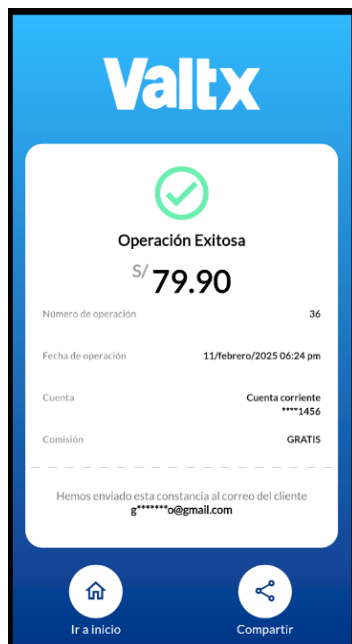 Valtx
Operación Exitosa
S/ 79.90
Número de operación 36
Fecha de operación 11/febrero/2025 06:24 pm
Cuenta Cuenta corriente
****1456
Comisión GRATIS
Hemos enviado esta constancia al correo del cliente
g*******o@gmail.com
Ir a inicio Compartir